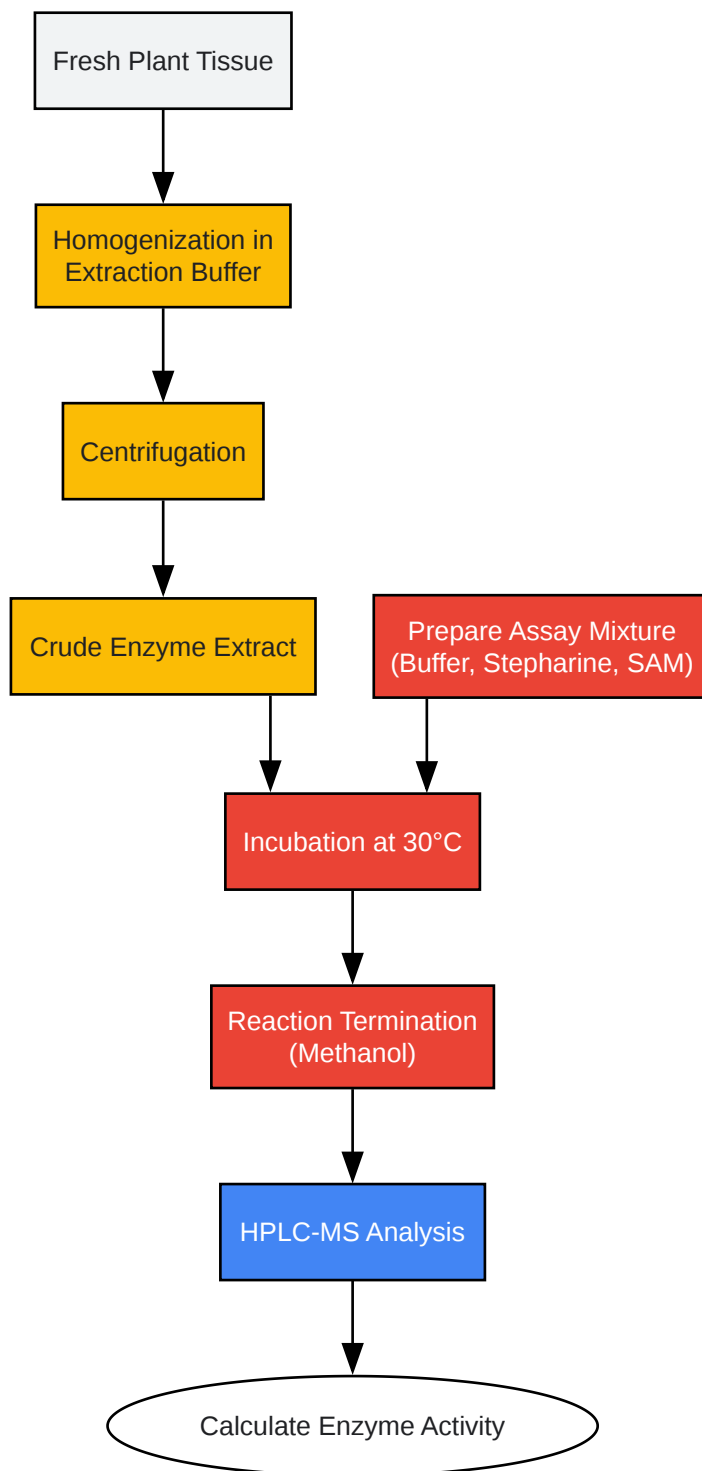 Fresh Plant Tissue
Homogenization in
Extraction Buffer
Centrifugation
Crude Enzyme Extract
Prepare Assay Mixture
(Buffer, Stepharine, SAM)
Incubation at 30°C
Reaction Termination
(Methanol)
HPLC-MS Analysis
Calculate Enzyme Activity